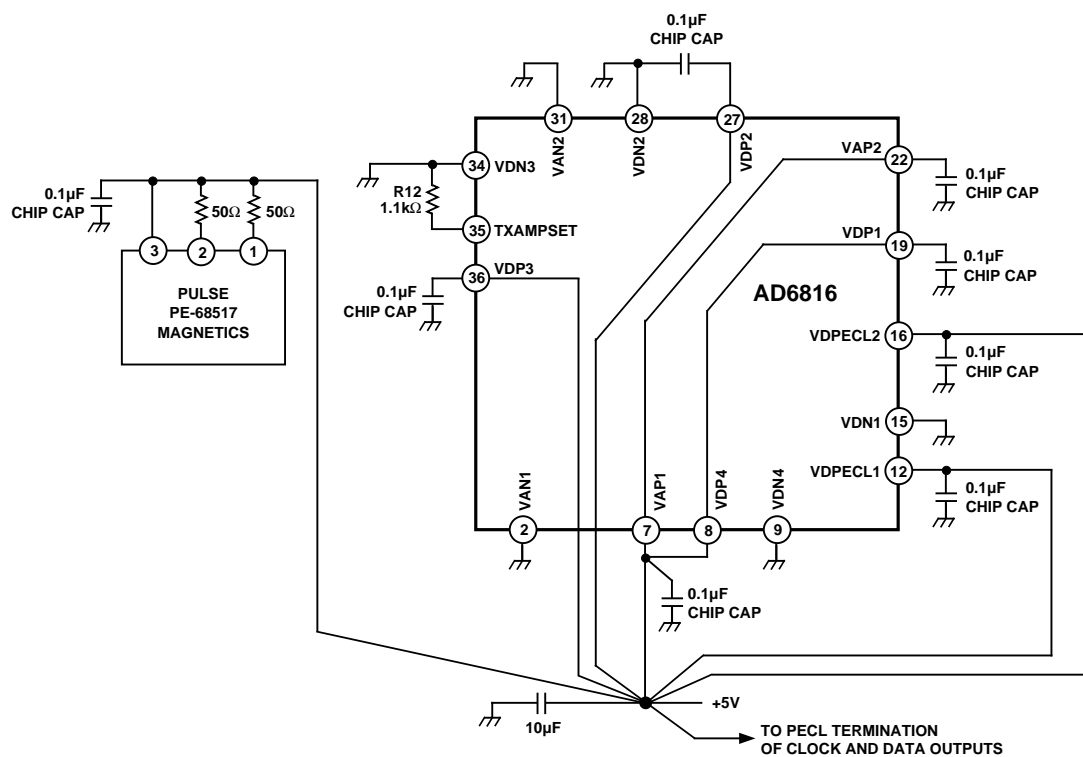 0.1µF
CHIP CAP
31
28
27
VAN2
VDN2
VDP2
34
VDN3
VAP2
22
0.1µF
CHIP CAP
R12
1.1kΩ
0.1µF
CHIP CAP
50Ω
50Ω
35
TXAMPSET
3
2
1
36
VDP3
VDP1
19
0.1µF
CHIP CAP
0.1µF
CHIP CAP
PULSE
PE-68517
MAGNETICS
AD6816
VDPECL2
16
0.1µF
CHIP CAP
VDN1
15
VDPECL1
12
0.1µF
CHIP CAP
VAN1
VAP1
VDP4
VDN4
2
7
8
9
0.1µF
CHIP CAP
10µF
+5V
TO PECL TERMINATION
OF CLOCK AND DATA OUTPUTS